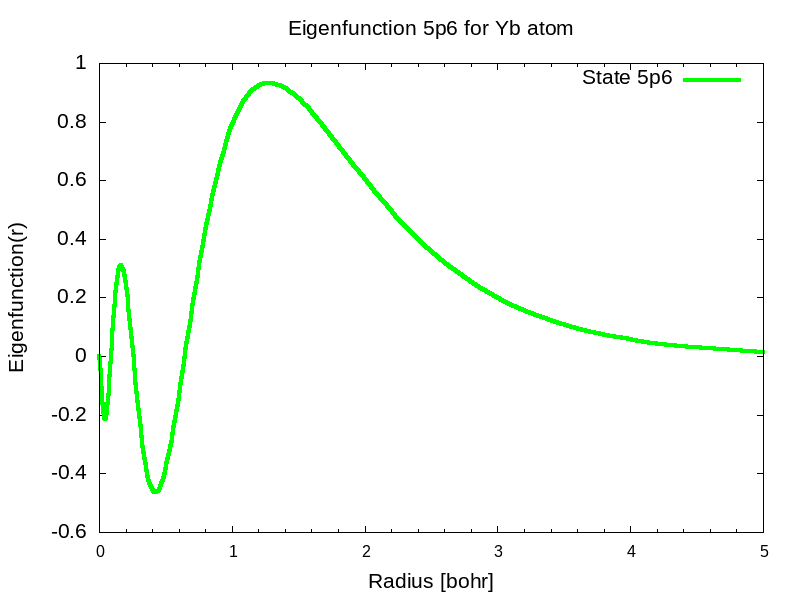 Eigenfunction 5p6 for Yb atom
State 5p6
1
0.8
0.6
0.4
0.2
0
-0.2
-0.4
-0.6
Eigenfunction(r)
0 1 2 3 4 5
Radius [bohr]